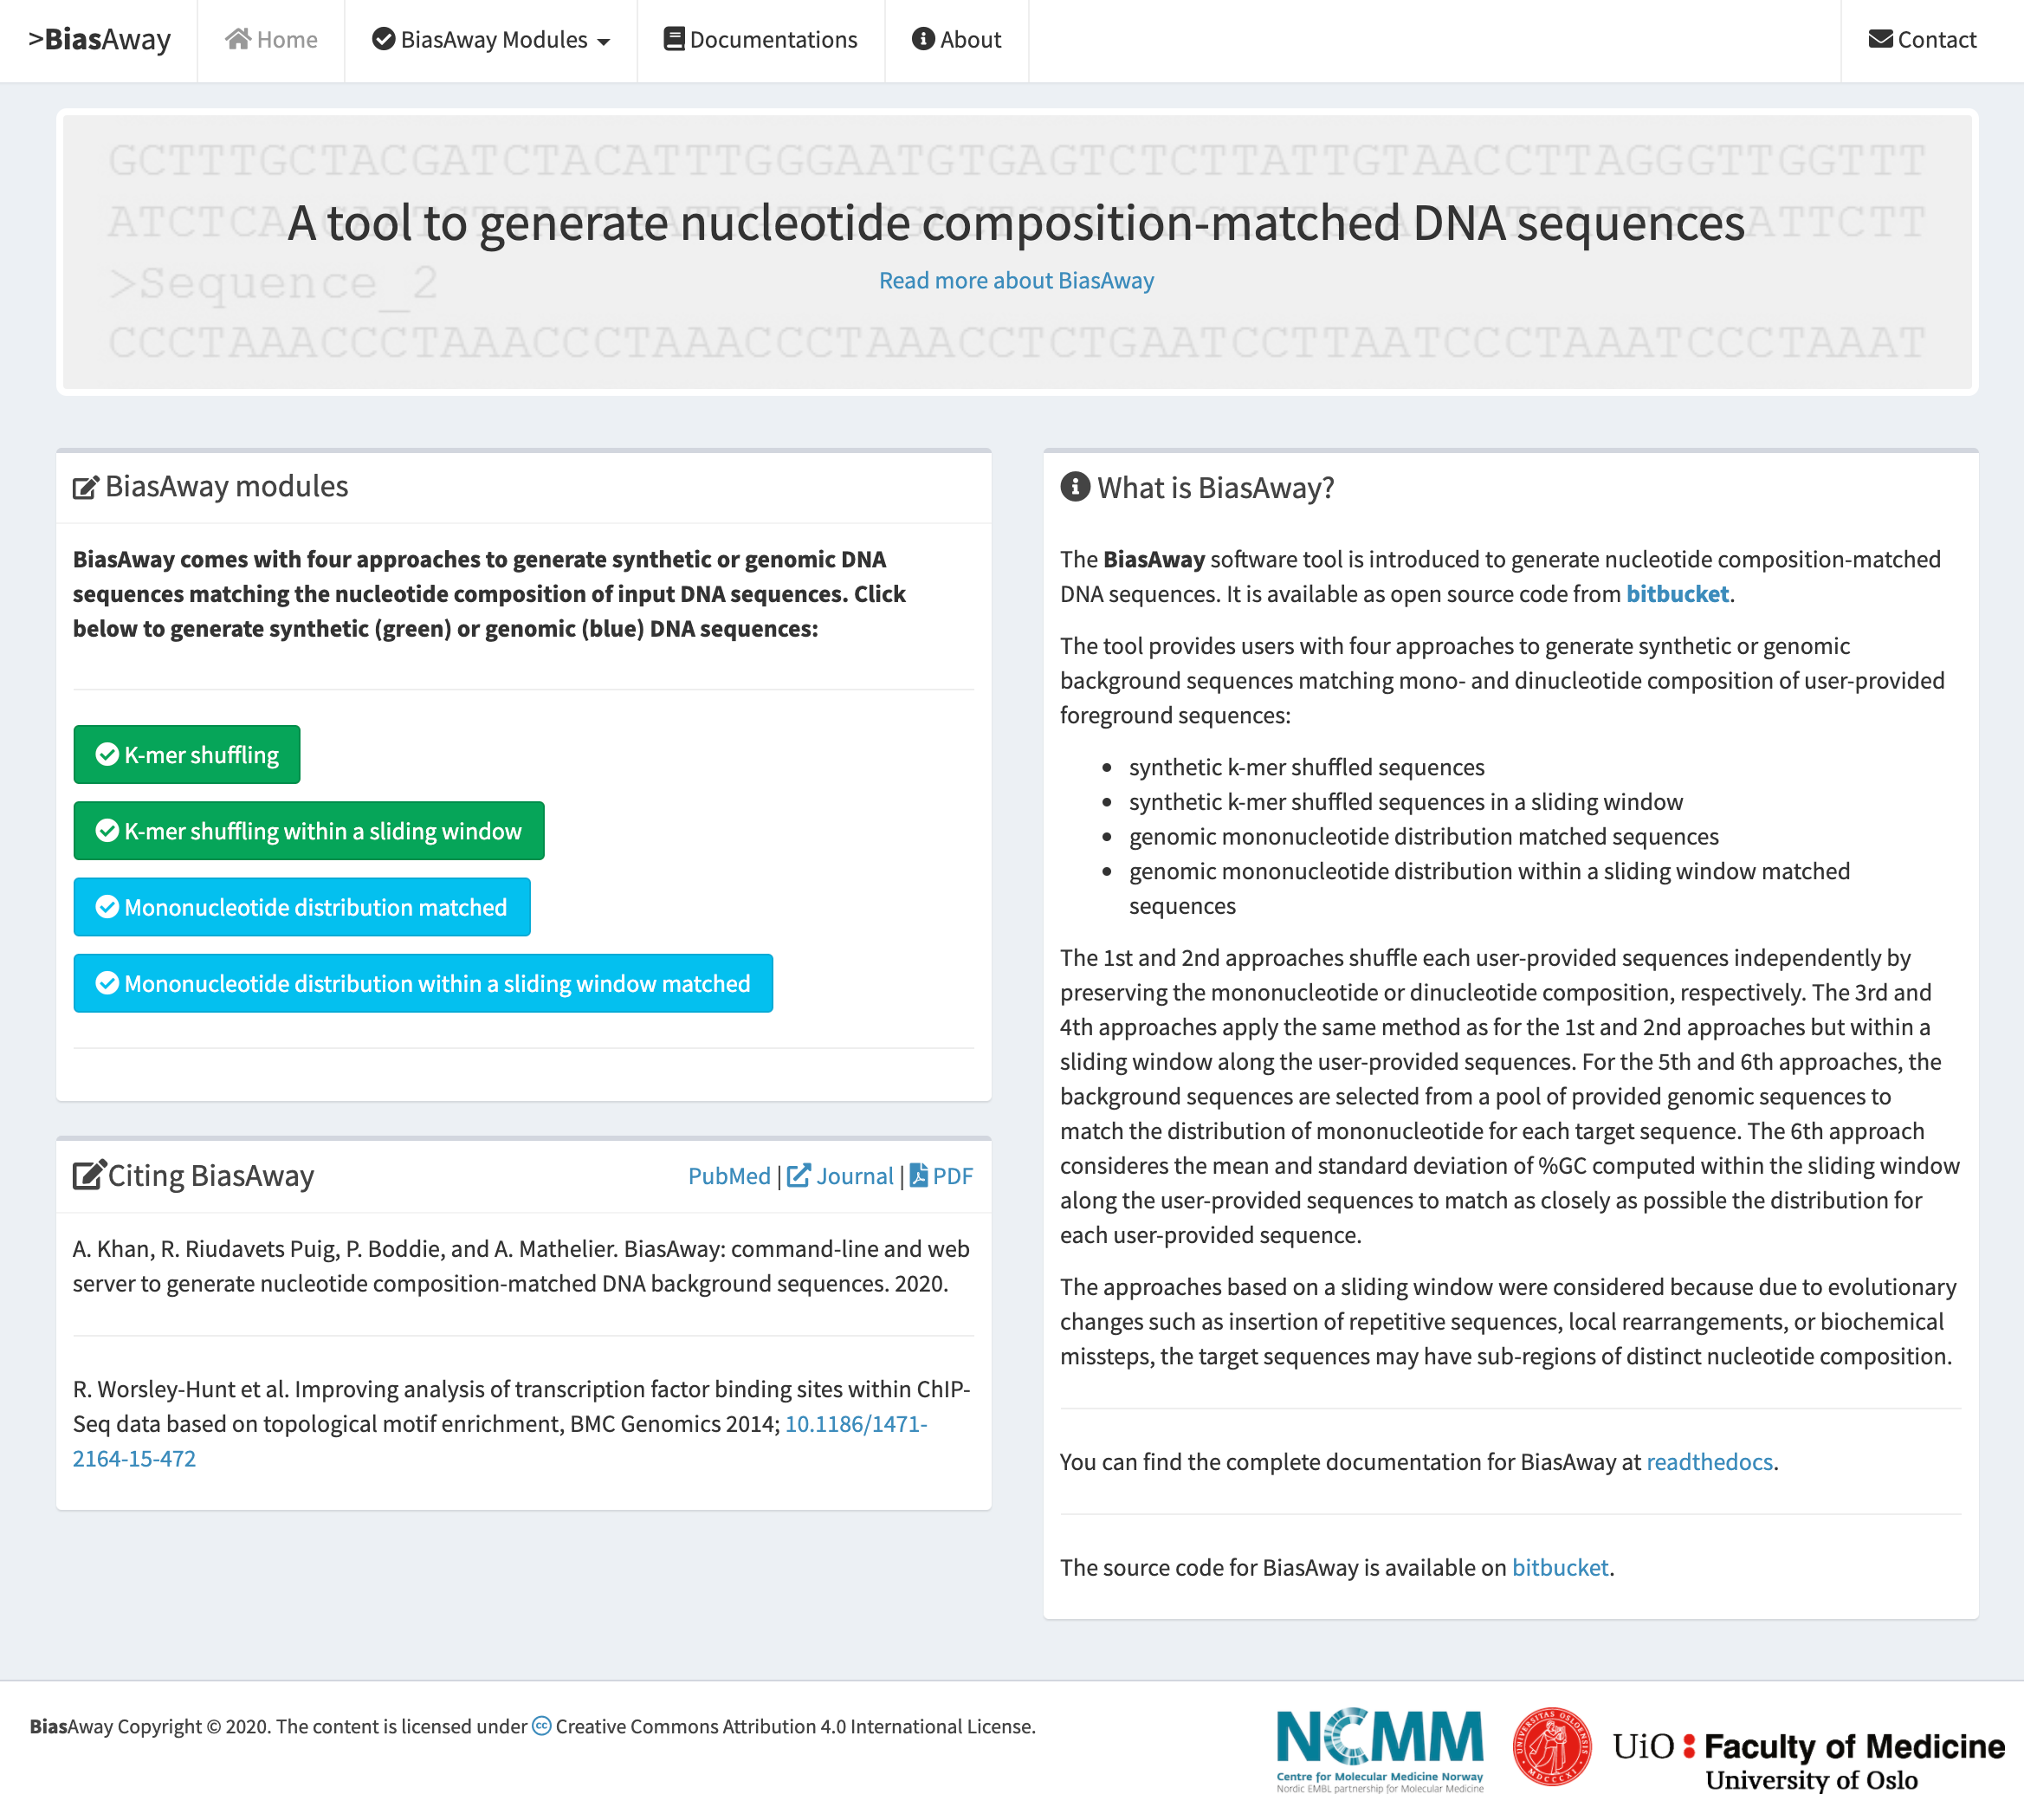 >BiasAway Home BiasAway Modules Documentations About Contact
GCTTTGCTACGATCTACATTTGGGAATGTGAGTCTCTTATTGTAACCTTAGGGTTGGTTT
A tool to generate nucleotide composition-matched DNA sequences
Read more about BiasAway
>Sequence_2
CCCTAAACCCTAAACCCTAAACCCTAAACCTCTGAATCCTTAATCCCTAAATCCCTAAAT
BiasAway modules
BiasAway comes with four approaches to generate synthetic or genomic DNA
sequences matching the nucleotide composition of input DNA sequences. Click
below to generate synthetic (green) or genomic (blue) DNA sequences:
K-mer shuffling
K-mer shuffling within a sliding window
Mononucleotide distribution matched
Mononucleotide distribution within a sliding window matched
Citing BiasAway PubMed | Journal | PDF
A. Khan, R. Riudavets Puig, P. Boddie, and A. Mathelier. BiasAway: command-line and web
server to generate nucleotide composition-matched DNA background sequences. 2020.
R. Worsley-Hunt et al. Improving analysis of transcription factor binding sites within ChIP-
Seq data based on topological motif enrichment, BMC Genomics 2014; 10.1186/1471-
2164-15-472
What is BiasAway?
The BiasAway software tool is introduced to generate nucleotide composition-matched
DNA sequences. It is available as open source code from bitbucket.
The tool provides users with four approaches to generate synthetic or genomic
background sequences matching mono- and dinucleotide composition of user-provided
foreground sequences:
• synthetic k-mer shuffled sequences
• synthetic k-mer shuffled sequences in a sliding window
• genomic mononucleotide distribution matched sequences
• genomic mononucleotide distribution within a sliding window matched
sequences
The 1st and 2nd approaches shuffle each user-provided sequences independently by
preserving the mononucleotide or dinucleotide composition, respectively. The 3rd and
4th approaches apply the same method as for the 1st and 2nd approaches but within a
sliding window along the user-provided sequences. For the 5th and 6th approaches, the
background sequences are selected from a pool of provided genomic sequences to
match the distribution of mononucleotide for each target sequence. The 6th approach
consideres the mean and standard deviation of %GC computed within the sliding window
along the user-provided sequences to match as closely as possible the distribution for
each user-provided sequence.
The approaches based on a sliding window were considered because due to evolutionary
changes such as insertion of repetitive sequences, local rearrangements, or biochemical
missteps, the target sequences may have sub-regions of distinct nucleotide composition.
You can find the complete documentation for BiasAway at readthedocs.
The source code for BiasAway is available on bitbucket.
BiasAway Copyright © 2020. The content is licensed under cc Creative Commons Attribution 4.0 International License.
NCMM
Centre for Molecular Medicine Norway
Nordic EMBL partnership for Molecular Medicine
UNIVERSITAS OSLOENSIS
MDCCCXI
UiO : Faculty of Medicine
University of Oslo